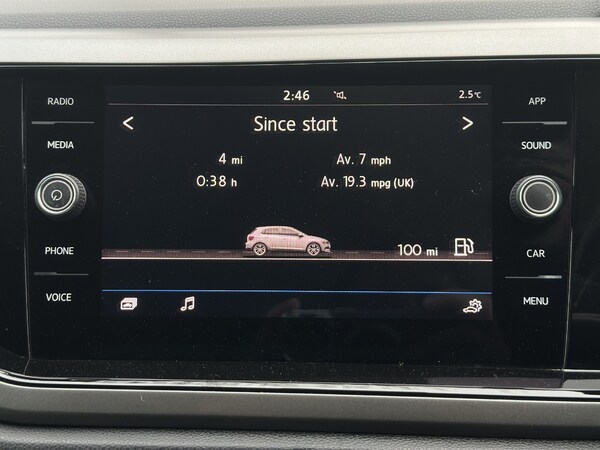 RADIO
MEDIA
PHONE
VOICE
2:46
2.5°C
< Since start >
4 mi Av. 7 mph
0:38 h Av. 19.3 mpg (UK)
100 mi
APP
SOUND
CAR
MENU